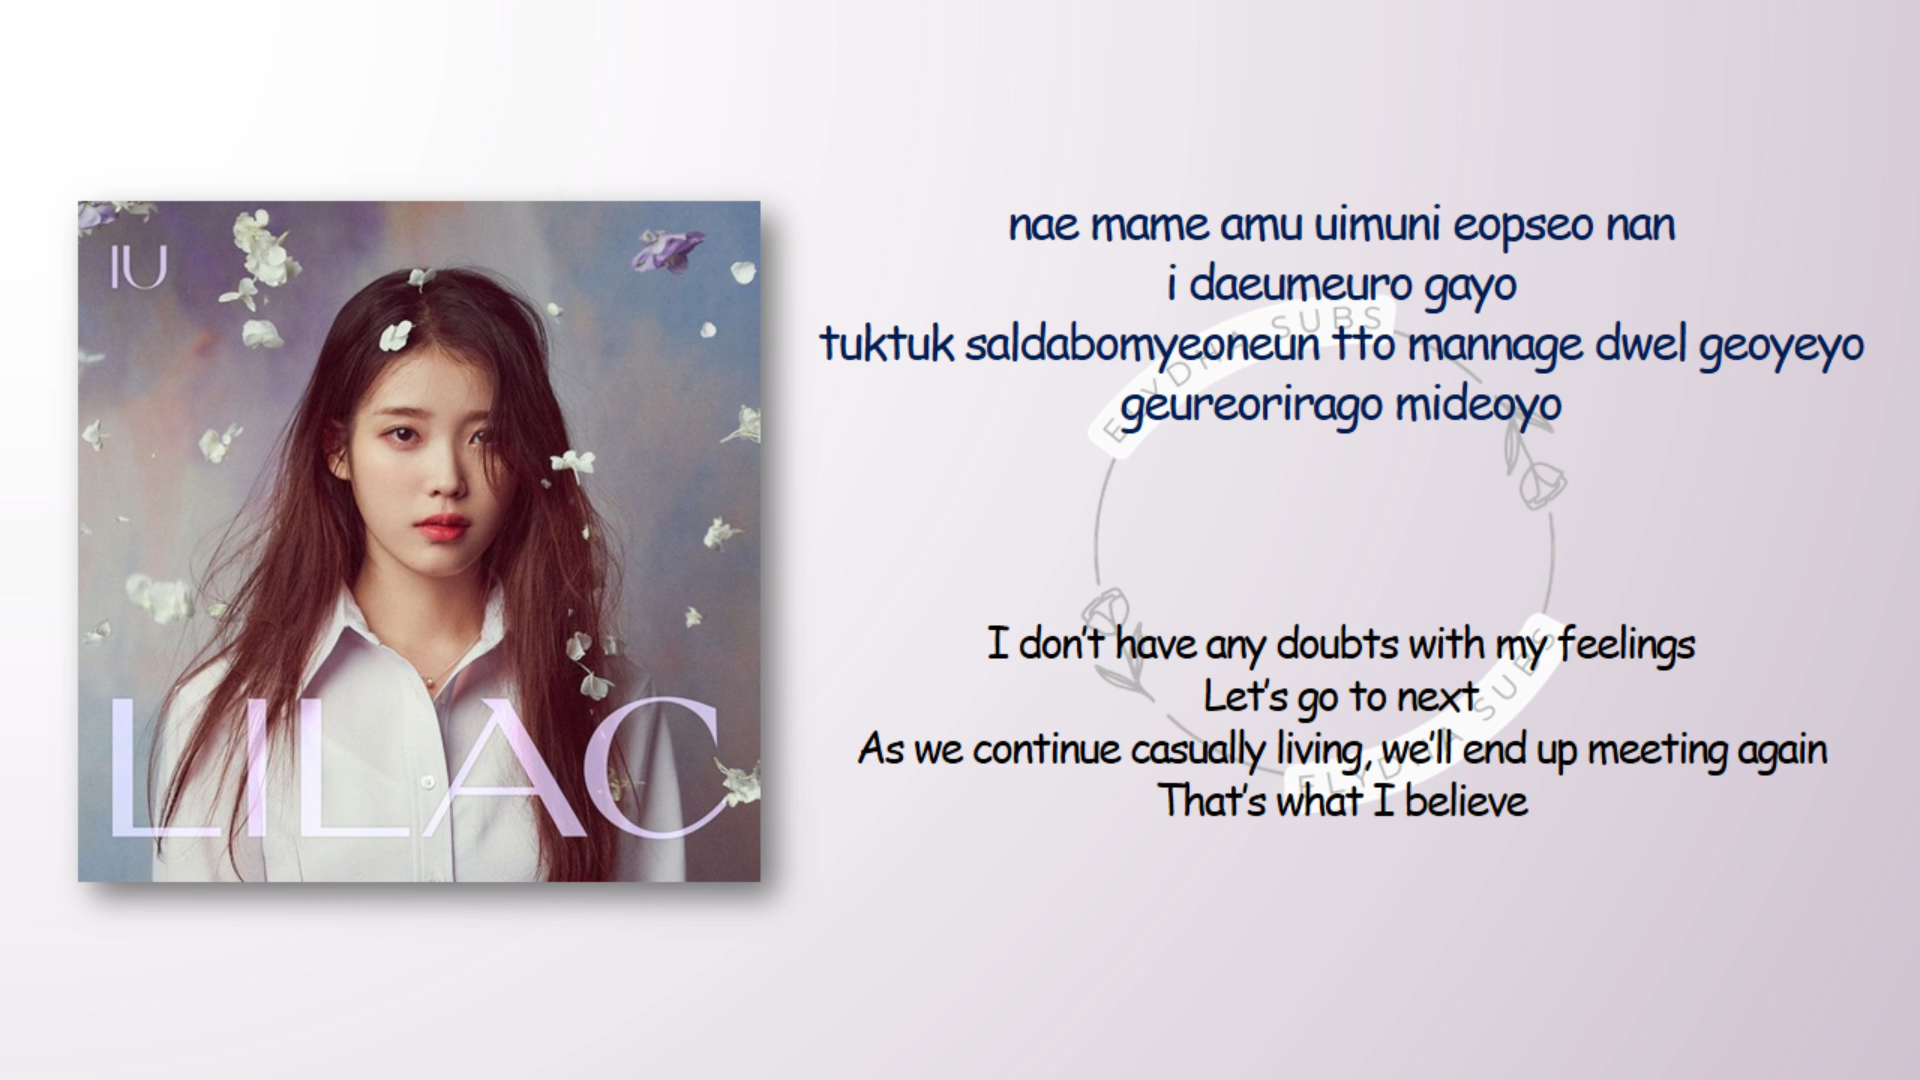 IU
LILAC
nae mame amu uimuni eopseo nan
i daeumeuro gayo
tuktuk saldabomyeoneun tto mannage dwel geoyeyo
geureorirago mideoyo
I don't have any doubts with my feelings
Let's go to next
As we continue casually living, we'll end up meeting again
That's what I believe
SUBS
SUBS